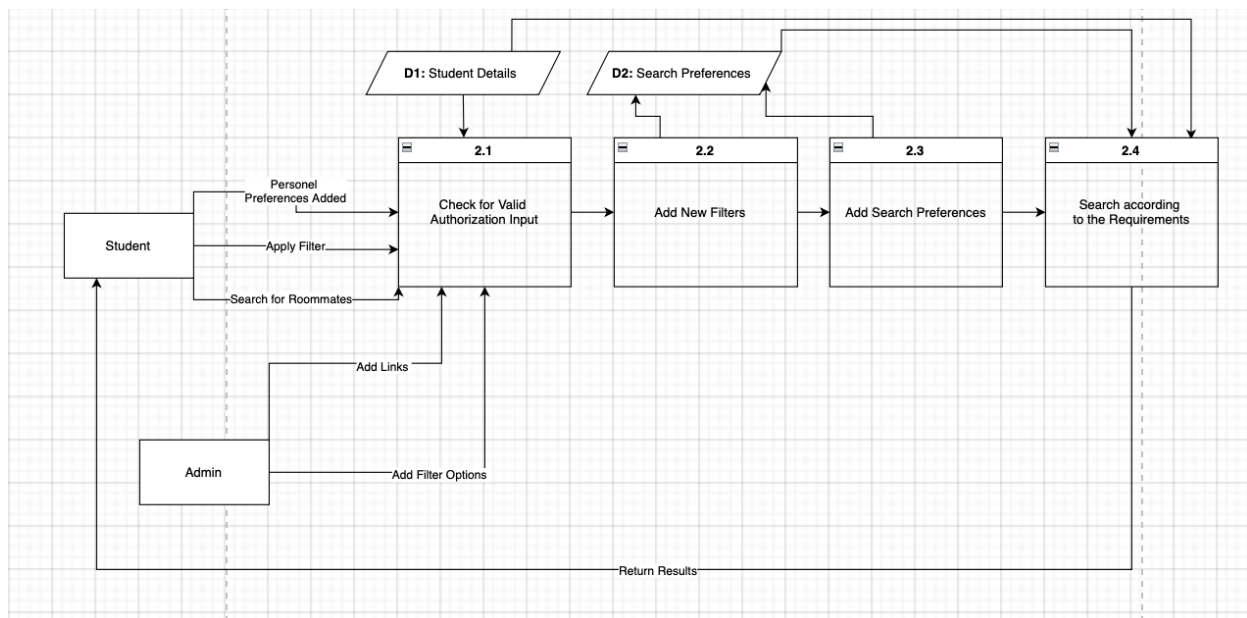 D1: Student Details
D2: Search Preferences
2.1
2.2
2.3
2.4
Personel
Preferences Added
Check for Valid
Authorization Input
Add New Filters
Add Search Preferences
Search according
to the Requirements
Student
Apply Filter
Search for Roommates
Add Links
Admin
Add Filter Options
Return Results